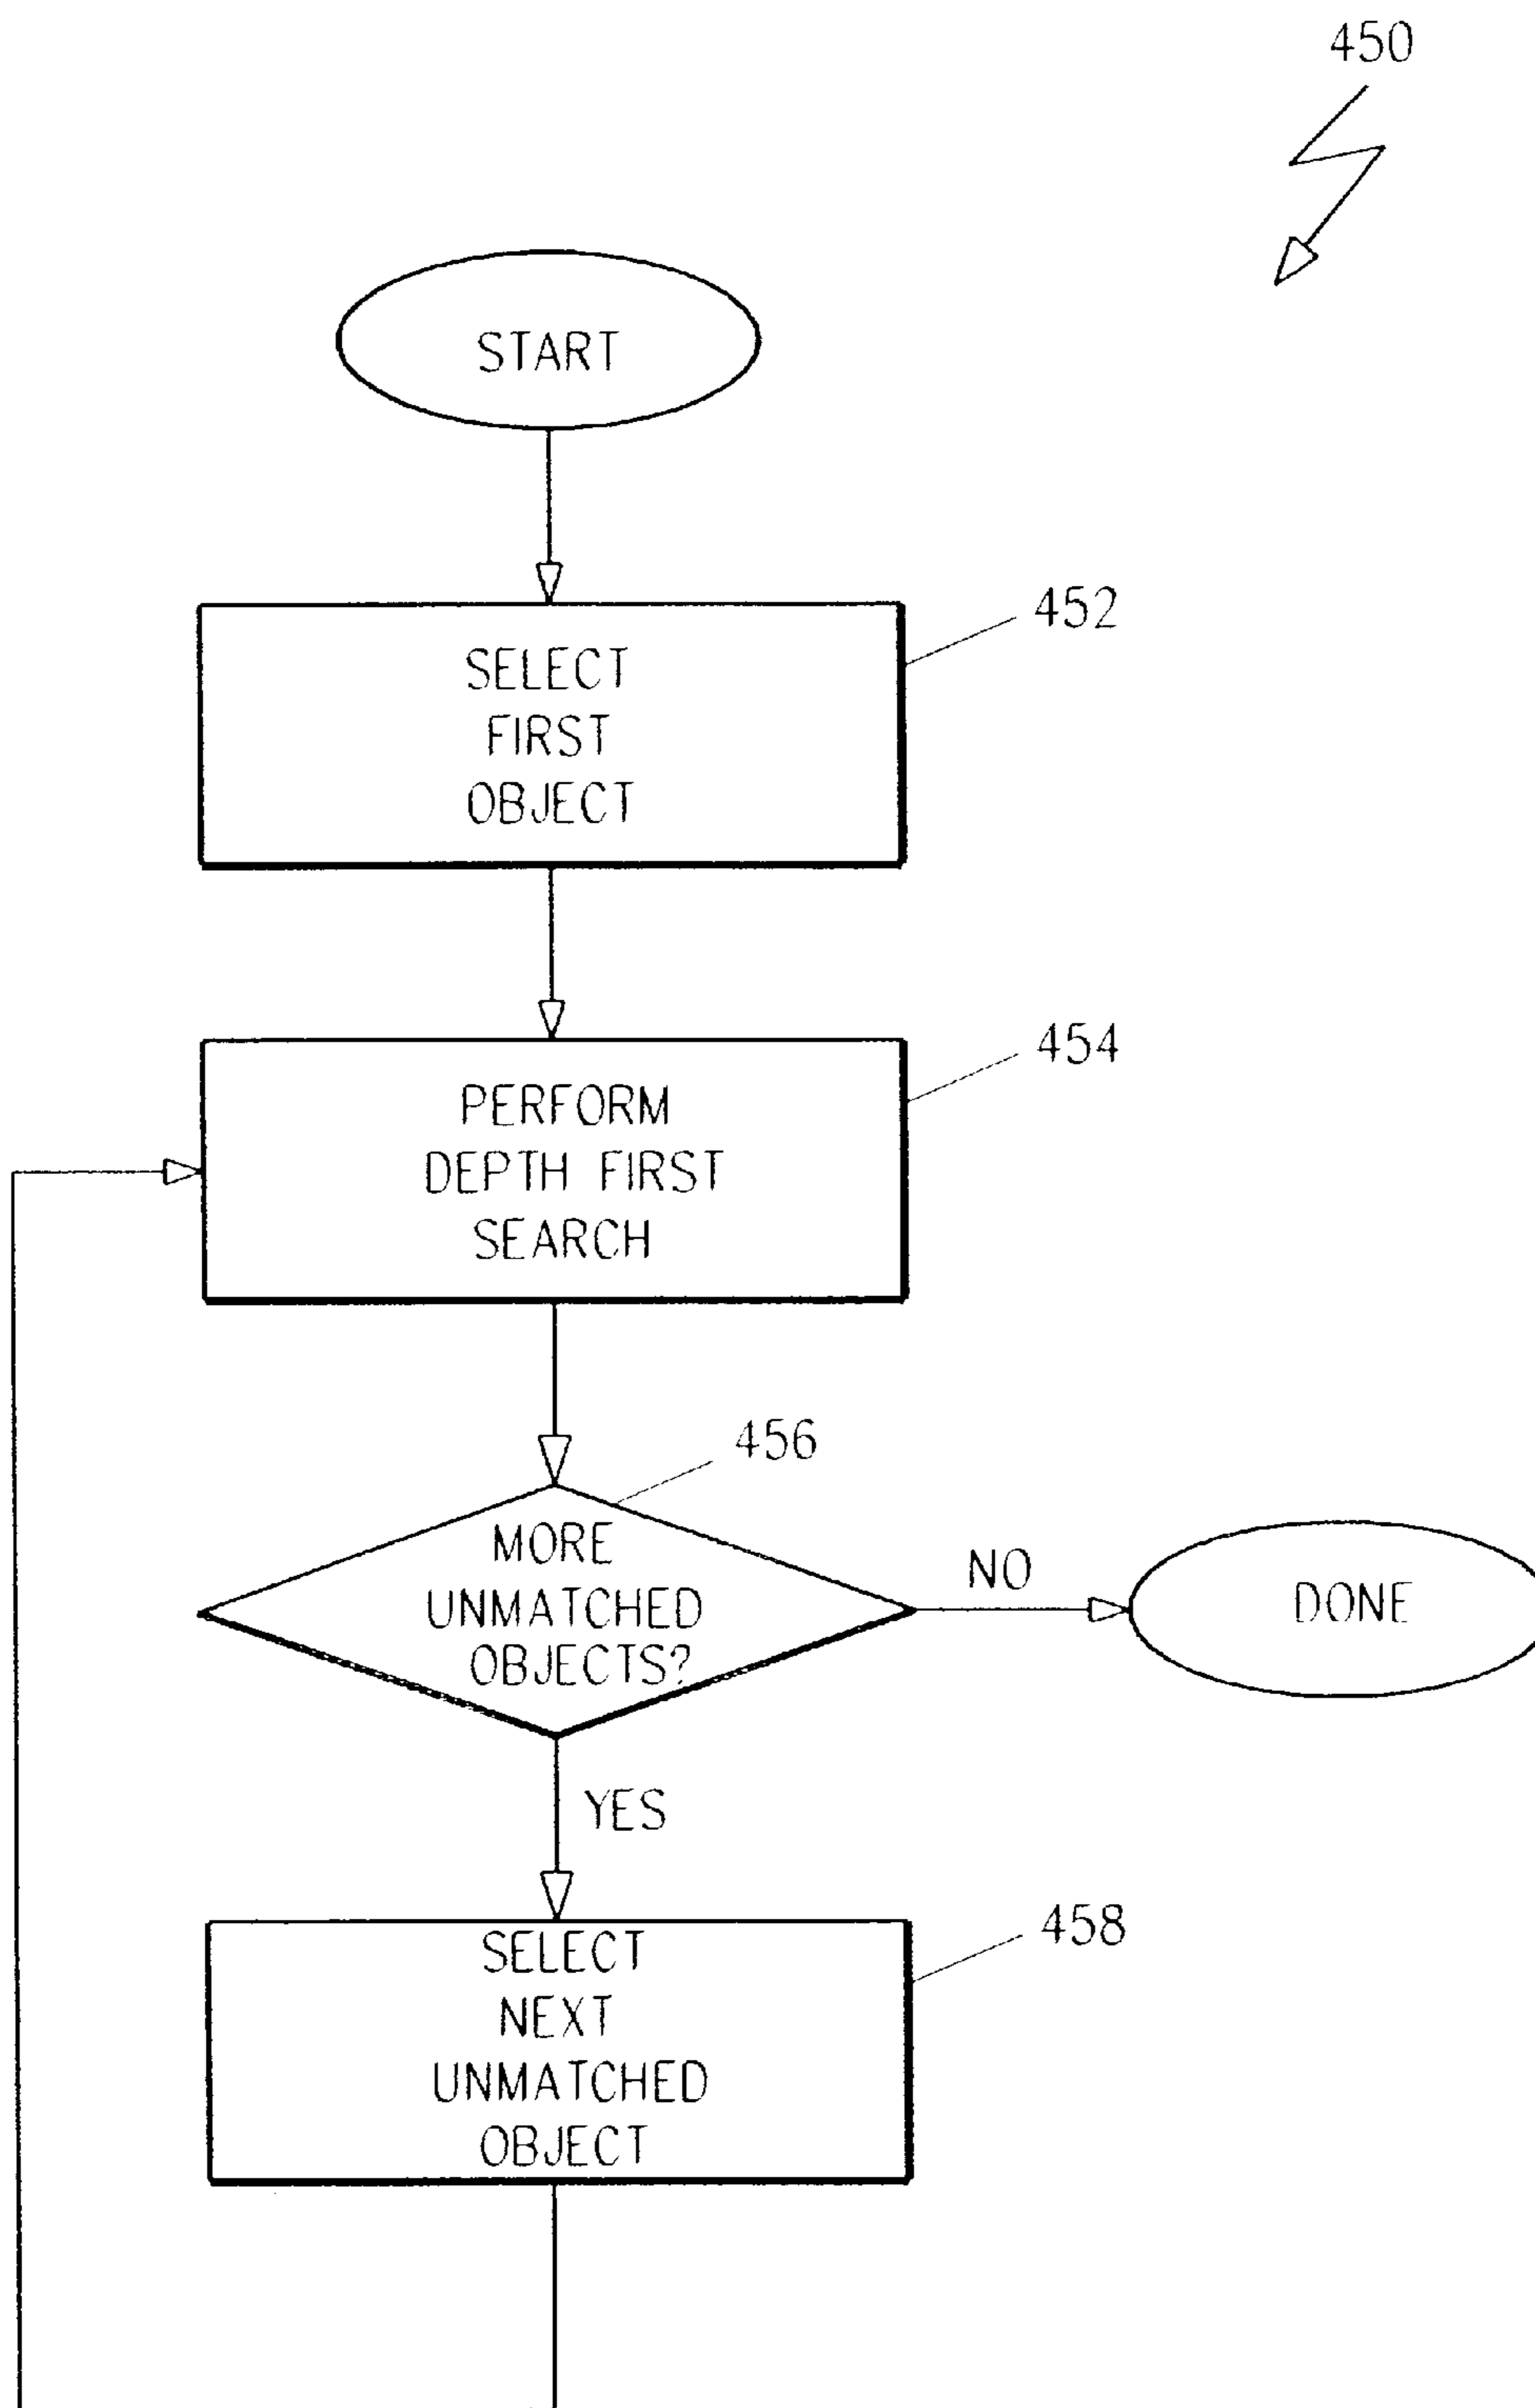 450
START
452
SELECT
FIRST
OBJECT
454
PERFORM
DEPTH FIRST
SEARCH
456
MORE
UNMATCHED
OBJECTS?
NO
DONE
YES
458
SELECT
NEXT
UNMATCHED
OBJECT